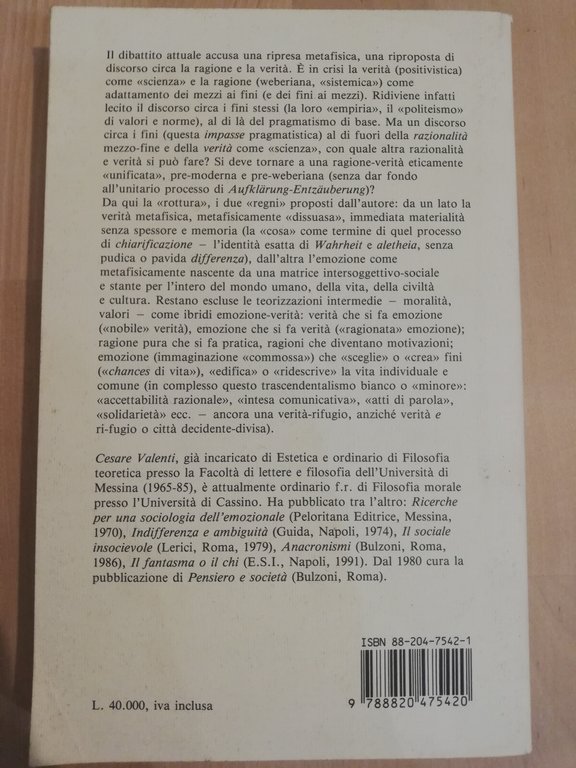 Il dibattito attuale accusa una ripresa metafisica, una riproposta di
discorso circa la ragione e la verità. È in crisi la verità (positivistica)
come «scienza» e la ragione (weberiana, «sistemica») come
adattamento dei mezzi ai fini (e dei fini ai mezzi). Ridiviene infatti
lecito il discorso circa i fini stessi (la loro «empiria», il «politeismo»
di valori e norme), al di là del pragmatismo di base. Ma un discorso
circa i fini (questa impasse pragmatistica) al di fuori della razionalità
mezzo-fine e della verità come «scienza», con quale altra razionalità
e verità si può fare? Si deve tornare a una ragione-verità eticamente
«unificata», pre-moderna e pre-weberiana (senza dar fondo
all'unitario processo di Aufklärung-Entzäuberung)?
Da qui la «rottura», i due «regni» proposti dall'autore: da un lato la
verità metafisica, metafisicamente «dissuasa», immediata materialità
senza spessore e memoria (la «cosa» come termine di quel processo
di chiarificazione – l'identità esatta di Wahrheit e aletheia, senza
pudica o pavida differenza), dall'altra l'emozione come
metafisicamente nascente da una matrice intersoggettivo-sociale
e stante per l'intero del mondo umano, della vita, della civiltà
e cultura. Restano escluse le teorizzazioni intermedie – moralità,
valori – come ibridi emozione-verità: verità che si fa emozione
(«nobile» verità), emozione che si fa verità («ragionata» emozione);
ragione pura che si fa pratica, ragioni che diventano motivazioni;
emozione (immaginazione «commossa») che «sceglie» o «crea» fini
(«chances di vita»), «edifica» o «ridescrive» la vita individuale e
comune (in complesso questo trascendentalismo bianco o «minore»:
«accettabilità razionale», «intesa comunicativa», «atti di parola»,
«solidarietà» ecc. – ancora una verità-rifugio, anziché verità e
ri-fugio o città decidente-divisa).
Cesare Valenti, già incaricato di Estetica e ordinario di Filosofia
teoretica presso la Facoltà di lettere e filosofia dell'Università di
Messina (1965-85), è attualmente ordinario f.r. di Filosofia morale
presso l'Università di Cassino. Ha pubblicato tra l'altro: Ricerche
per una sociologia dell'emozionale (Peloritana Editrice, Messina,
1970), Indifferenza e ambiguità (Guida, Napoli, 1974), Il sociale
insocievole (Lerici, Roma, 1979), Anacronismi (Bulzoni, Roma,
1986), Il fantasma o il chi (E.S.I., Napoli, 1991). Dal 1980 cura la
pubblicazione di Pensiero e società (Bulzoni, Roma).
ISBN 88-204-7542-1
9 788820 475420
L. 40.000, iva inclusa